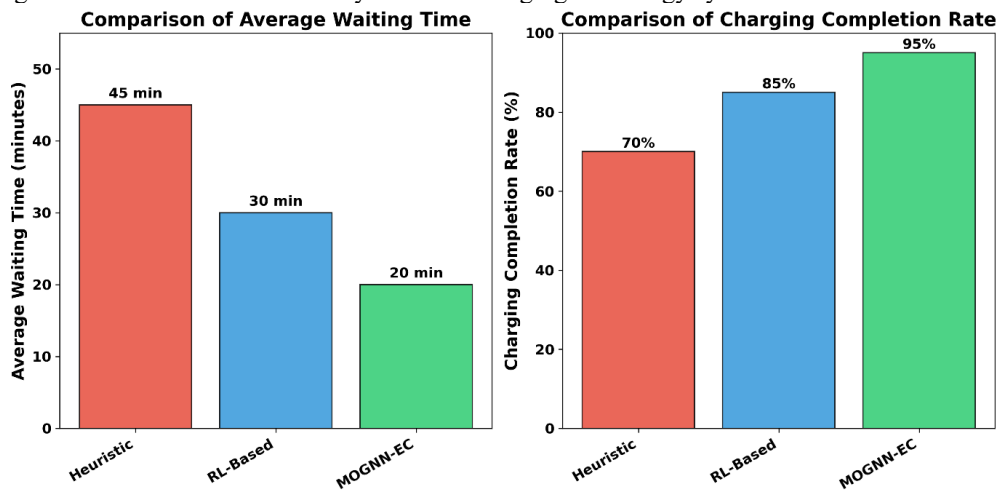 Comparison of Average Waiting Time
Average Waiting Time (minutes)
50
40
30
20
10
0
45 min
30 min
20 min
Heuristic
RL-Based
MOGNN-EC
Comparison of Charging Completion Rate
Charging Completion Rate (%)
100
80
60
40
20
0
70%
85%
95%
Heuristic
RL-Based
MOGNN-EC